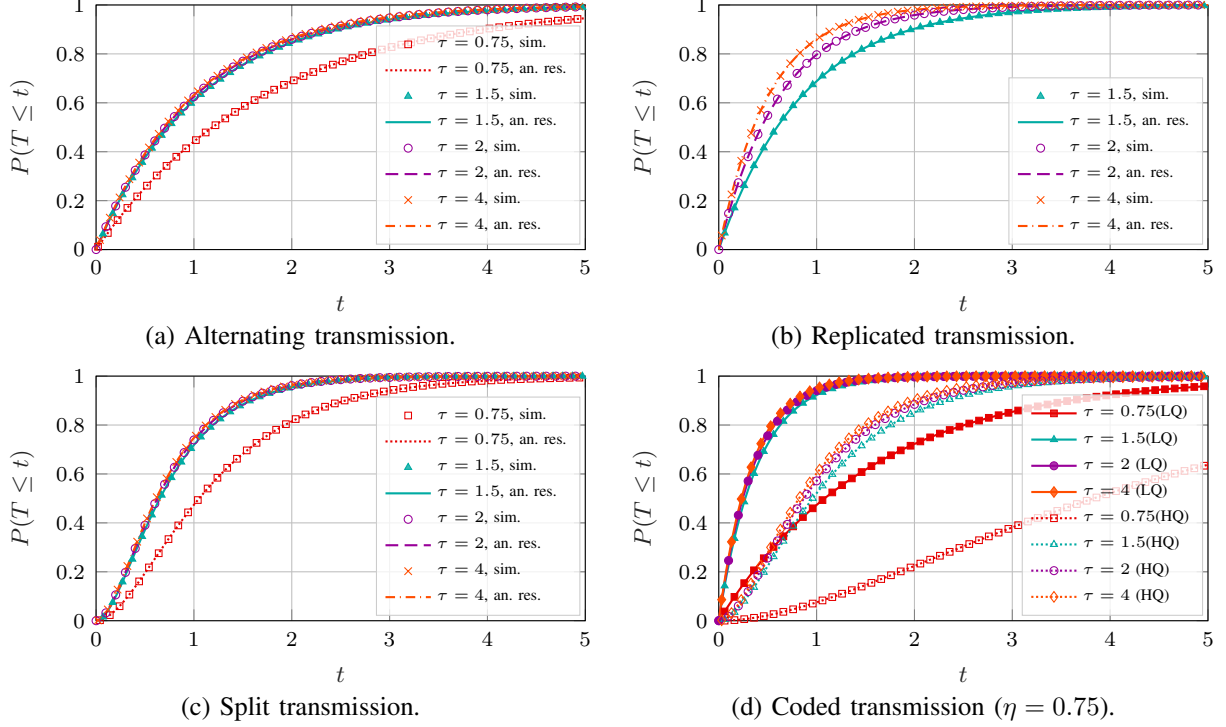 1
0.8
0.6
0.4
0.2
0
0 1 2 3 4 5
P(T ≤ t)
t
τ = 0.75, sim.
τ = 0.75, an. res.
τ = 1.5, sim.
τ = 1.5, an. res.
τ = 2, sim.
τ = 2, an. res.
τ = 4, sim.
τ = 4, an. res.
(a) Alternating transmission.
1
0.8
0.6
0.4
0.2
0
0 1 2 3 4 5
P(T ≤ t)
t
τ = 1.5, sim.
τ = 1.5, an. res.
τ = 2, sim.
τ = 2, an. res.
τ = 4, sim.
τ = 4, an. res.
(b) Replicated transmission.
1
0.8
0.6
0.4
0.2
0
0 1 2 3 4 5
P(T ≤ t)
t
τ = 0.75, sim.
τ = 0.75, an. res.
τ = 1.5, sim.
τ = 1.5, an. res.
τ = 2, sim.
τ = 2, an. res.
τ = 4, sim.
τ = 4, an. res.
(c) Split transmission.
1
0.8
0.6
0.4
0.2
0
0 1 2 3 4 5
P(T ≤ t)
t
τ = 0.75(LQ)
τ = 1.5(LQ)
τ = 2 (LQ)
τ = 4 (LQ)
τ = 0.75(HQ)
τ = 1.5(HQ)
τ = 2 (HQ)
τ = 4 (HQ)
(d) Coded transmission (η = 0.75).